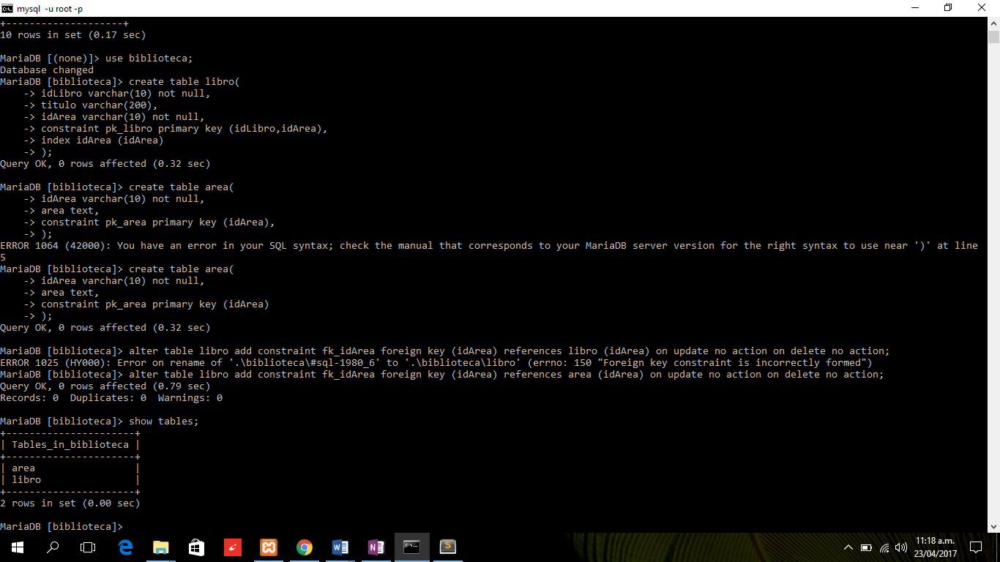 mysql  -u root -p
+--------------------+
10 rows in set (0.17 sec)

MariaDB [(none)]> use biblioteca;
Database changed
MariaDB [biblioteca]> create table libro(
    -> idLibro varchar(10) not null,
    -> titulo varchar(200),
    -> idArea varchar(10) not null,
    -> constraint pk_libro primary key (idLibro,idArea),
    -> index idArea (idArea)
    -> );
Query OK, 0 rows affected (0.32 sec)

MariaDB [biblioteca]> create table area(
    -> idArea varchar(10) not null,
    -> area text,
    -> constraint pk_area primary key (idArea),
    -> );
ERROR 1064 (42000): You have an error in your SQL syntax; check the manual that corresponds to your MariaDB server version for the right syntax to use near ')' at line
5
MariaDB [biblioteca]> create table area(
    -> idArea varchar(10) not null,
    -> area text,
    -> constraint pk_area primary key (idArea)
    -> );
Query OK, 0 rows affected (0.32 sec)

MariaDB [biblioteca]> alter table libro add constraint fk_idArea foreign key (idArea) references libro (idArea) on update no action on delete no action;
ERROR 1025 (HY000): Error on rename of '.\biblioteca\#sql-1980_6' to '.\biblioteca\libro' (errno: 150 "Foreign key constraint is incorrectly formed")
MariaDB [biblioteca]> alter table libro add constraint fk_idArea foreign key (idArea) references area (idArea) on update no action on delete no action;
Query OK, 0 rows affected (0.79 sec)
Records: 0  Duplicates: 0  Warnings: 0

MariaDB [biblioteca]> show tables;
+----------------------+
| Tables_in_biblioteca |
+----------------------+
| area                 |
| libro                |
+----------------------+
2 rows in set (0.00 sec)

MariaDB [biblioteca]>
11:18 a.m.
23/04/2017